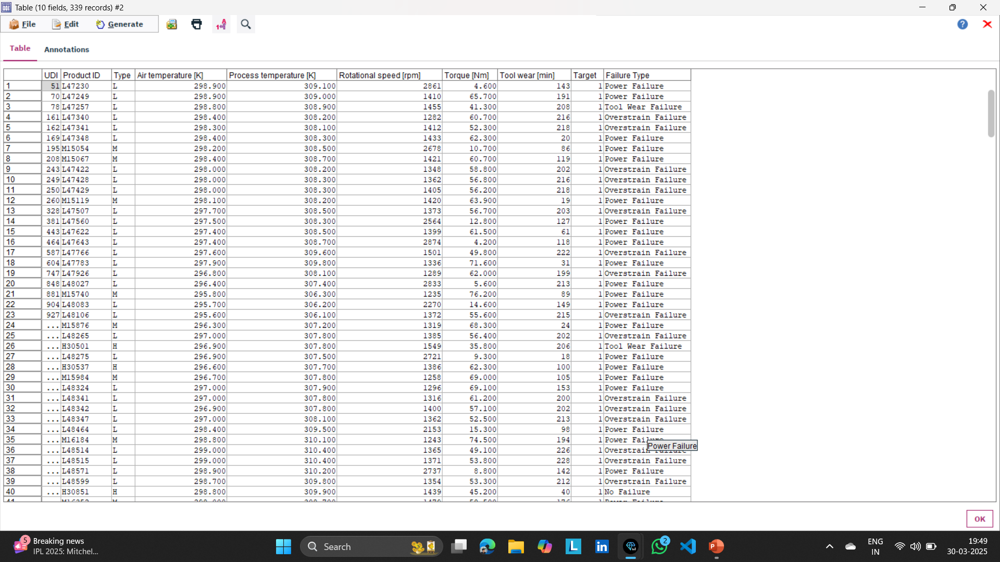 Table (10 fields, 339 records) #2
File Edit Generate
Table Annotations
UDI Product ID Type Air temperature [K] Process temperature [K] Rotational speed [rpm] Torque [Nm] Tool wear [min] Target Failure Type
1 51 L47230 L 298.900 309.100 2861 4.600 143 1 Power Failure
2 70 L47249 L 298.900 309.000 1410 65.700 191 1 Power Failure
3 78 L47257 L 298.800 308.900 1455 41.300 208 1 Tool Wear Failure
4 161 L47340 L 298.400 308.200 1282 60.700 216 1 Overstrain Failure
5 162 L47341 L 298.300 308.100 1412 52.300 218 1 Overstrain Failure
6 169 L47348 L 298.400 308.300 1433 62.300 20 1 Power Failure
7 195 M15054 M 298.200 308.500 2678 10.700 86 1 Power Failure
8 208 M15067 M 298.400 308.700 1421 60.700 119 1 Power Failure
9 243 L47422 L 298.000 308.200 1348 58.800 202 1 Overstrain Failure
10 249 L47428 L 298.000 308.300 1362 56.800 216 1 Overstrain Failure
11 250 L47429 L 298.000 308.300 1405 56.200 218 1 Overstrain Failure
12 260 M15119 M 298.100 308.200 1420 63.900 19 1 Power Failure
13 328 L47507 L 297.700 308.500 1373 56.700 203 1 Overstrain Failure
14 381 L47560 L 297.500 308.300 2564 12.800 127 1 Power Failure
15 443 L47622 L 297.400 308.500 1399 61.500 61 1 Power Failure
16 464 L47643 L 297.400 308.700 2874 4.200 118 1 Power Failure
17 587 L47766 L 297.600 309.600 1501 49.800 222 1 Overstrain Failure
18 604 L47783 L 297.900 309.800 1336 71.600 31 1 Power Failure
19 747 L47926 L 296.800 308.100 1289 62.000 199 1 Overstrain Failure
20 848 L48027 L 296.400 307.400 2833 5.600 213 1 Power Failure
21 881 M15740 M 295.800 306.300 1235 76.200 89 1 Power Failure
22 904 L48083 L 295.700 306.200 2270 14.600 149 1 Power Failure
23 927 L48106 L 295.600 306.100 1372 55.600 215 1 Overstrain Failure
24 ... M15876 M 296.300 307.200 1319 68.300 24 1 Power Failure
25 ... L48265 L 297.000 307.800 1385 56.400 202 1 Overstrain Failure
26 ... H30501 H 296.900 307.800 1549 35.800 206 1 Tool Wear Failure
27 ... L48275 L 296.900 307.500 2721 9.300 18 1 Power Failure
28 ... H30537 H 296.600 307.700 1386 62.300 100 1 Power Failure
29 ... M15984 M 296.700 307.800 1258 69.000 105 1 Power Failure
30 ... L48324 L 297.000 307.900 1296 69.100 153 1 Power Failure
31 ... L48341 L 297.000 307.800 1316 61.200 200 1 Overstrain Failure
32 ... L48342 L 296.900 307.800 1400 57.100 202 1 Overstrain Failure
33 ... L48347 L 297.000 308.100 1362 52.500 213 1 Overstrain Failure
34 ... L48464 L 298.400 309.500 2153 15.300 98 1 Power Failure
35 ... M16184 M 298.800 310.100 1243 74.500 194 1 Power Failure
Power Failure
36 ... L48514 L 299.000 310.400 1365 49.100 226 1 Overstrain Failure
37 ... L48515 L 299.000 310.400 1371 53.800 228 1 Overstrain Failure
38 ... L48571 L 298.900 310.200 2737 8.800 142 1 Power Failure
39 ... L48599 L 298.700 309.800 1354 53.300 212 1 Overstrain Failure
40 ... H30851 H 298.800 309.900 1439 45.200 40 1 No Failure
OK
5 Breaking news
IPL 2025: Mitchel...
Search
2
ENG
IN
19:49
30-03-2025